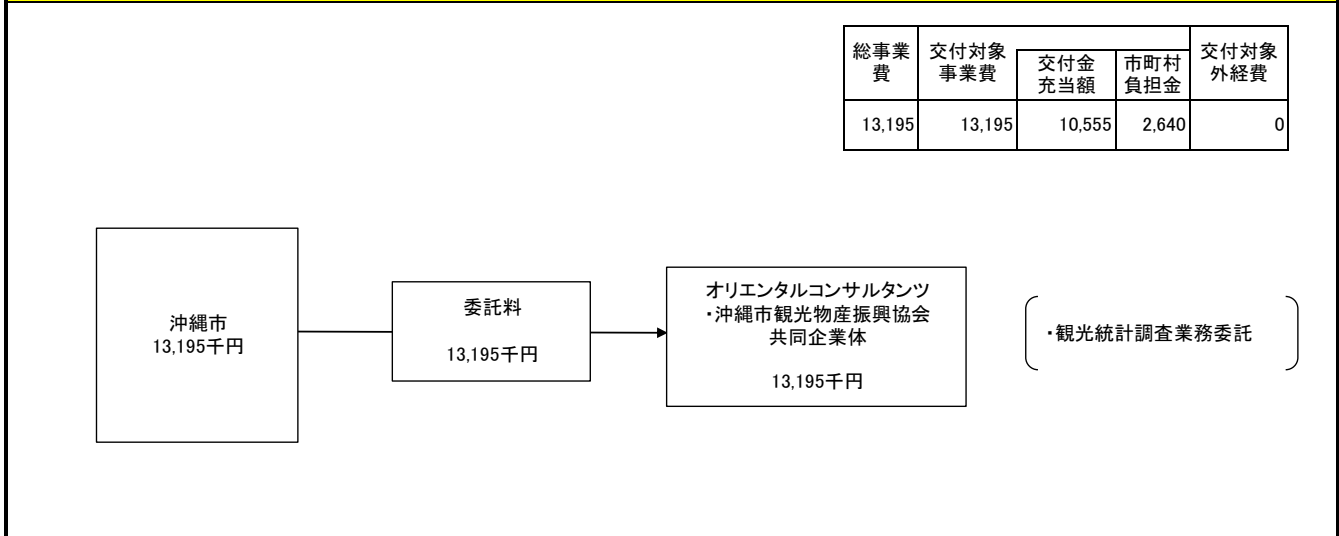 総事業
費
交付対象
事業費
交付金
充当額
市町村
負担金
交付対象
外経費
13,195
13,195
10,555
2,640
0
沖縄市
13,195千円
委託料
13,195千円
オリエンタルコンサルタンツ
・沖縄市観光物産振興協会
共同企業体
13,195千円
・観光統計調査業務委託